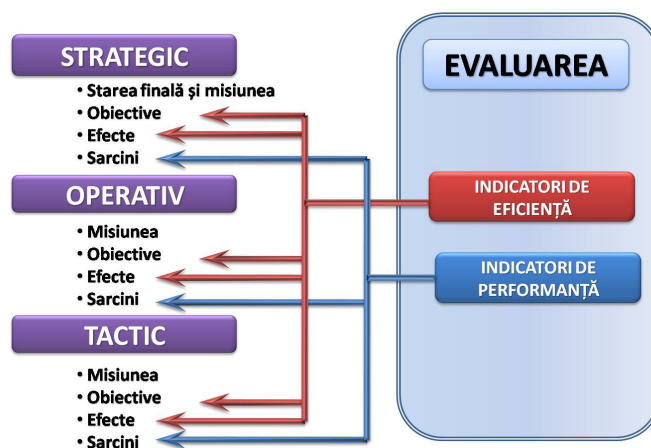 STRATEGIC
• Starea finală și misiunea
• Obiective
• Efecte
• Sarcini
OPERATIV
• Misiunea
• Obiective
• Efecte
• Sarcini
TACTIC
• Misiunea
• Obiective
• Efecte
• Sarcini
EVALUAREA
INDICATORI DE
EFICIENȚĂ
INDICATORI DE
PERFORMANȚĂ